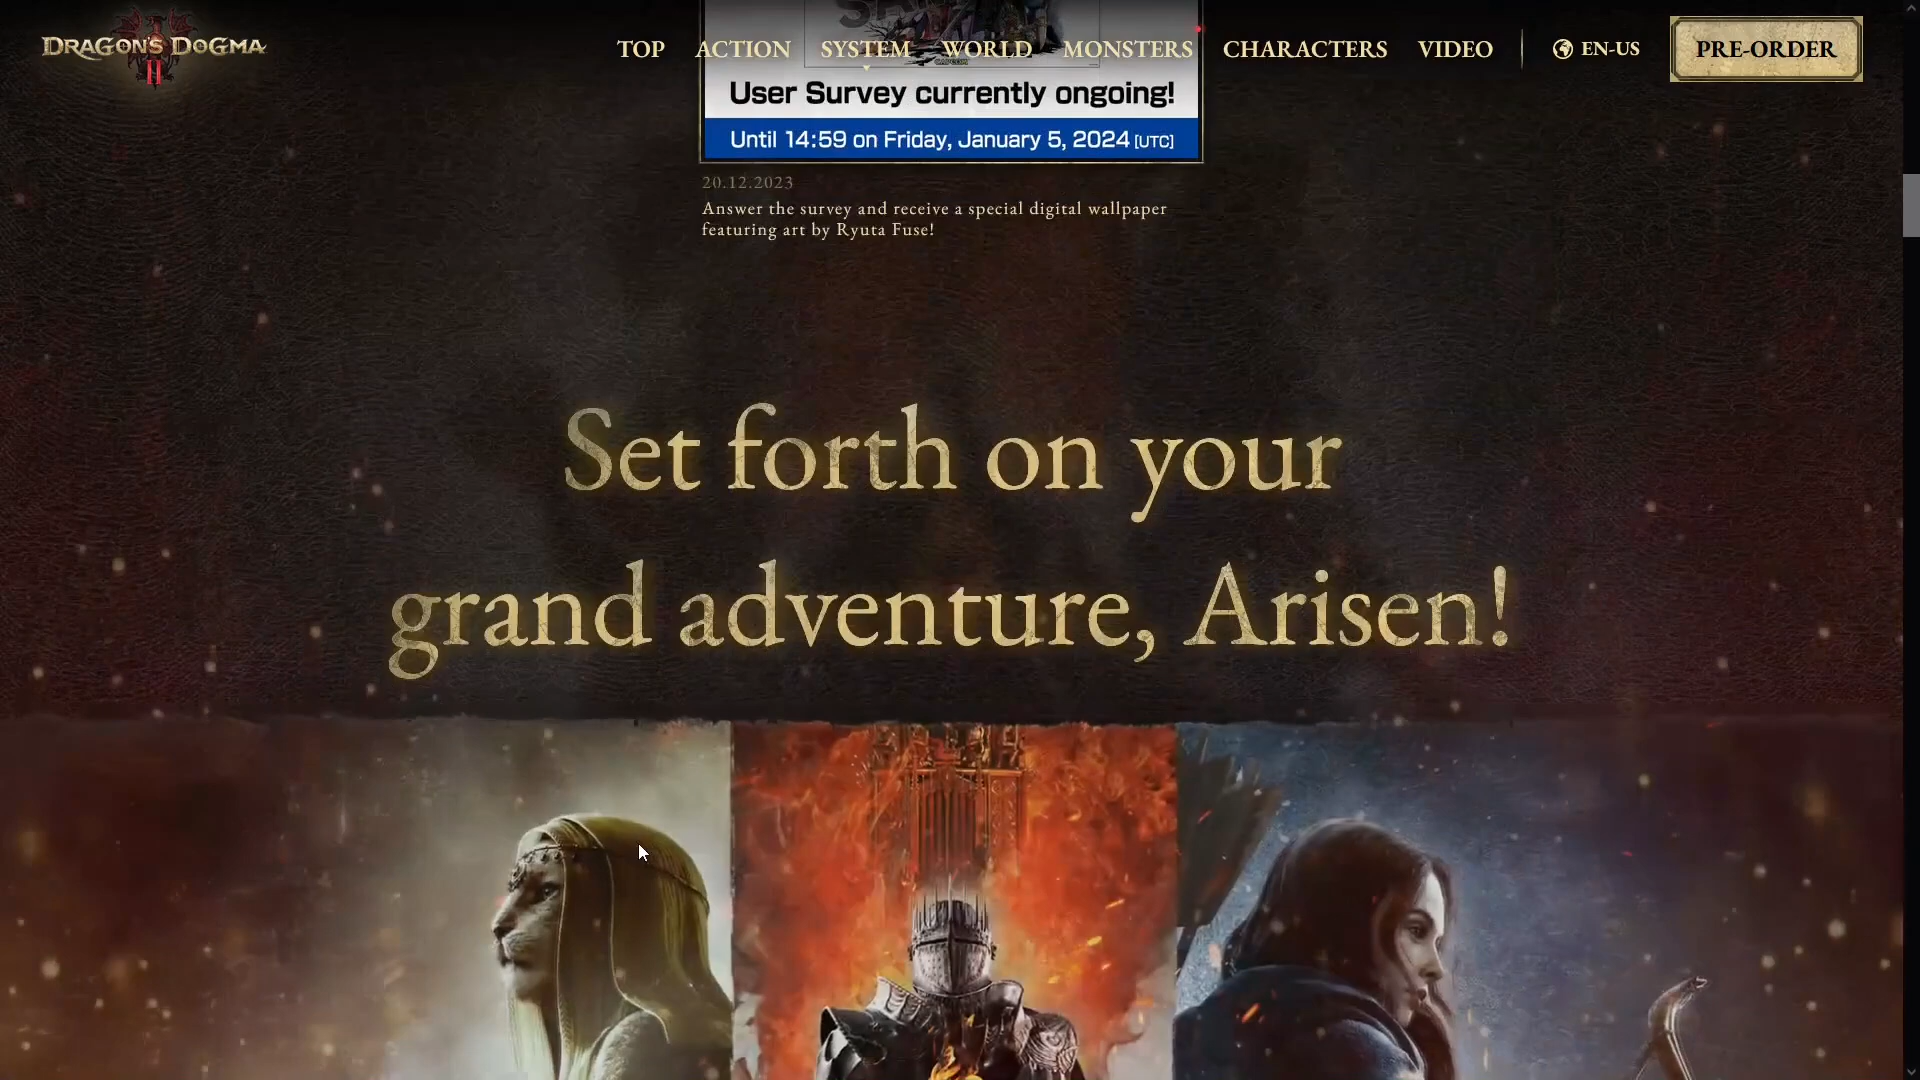 DRAGON'S DOGMA
II
TOP
ACTION
SYSTEM
WORLD
MONSTERS
CHARACTERS
VIDEO
EN-US
PRE-ORDER
CAPCOM
User Survey currently ongoing!
Until 14:59 on Friday, January 5, 2024 [UTC]
20.12.2023
Answer the survey and receive a special digital wallpaper
featuring art by Ryuta Fuse!
Set forth on your
grand adventure, Arisen!